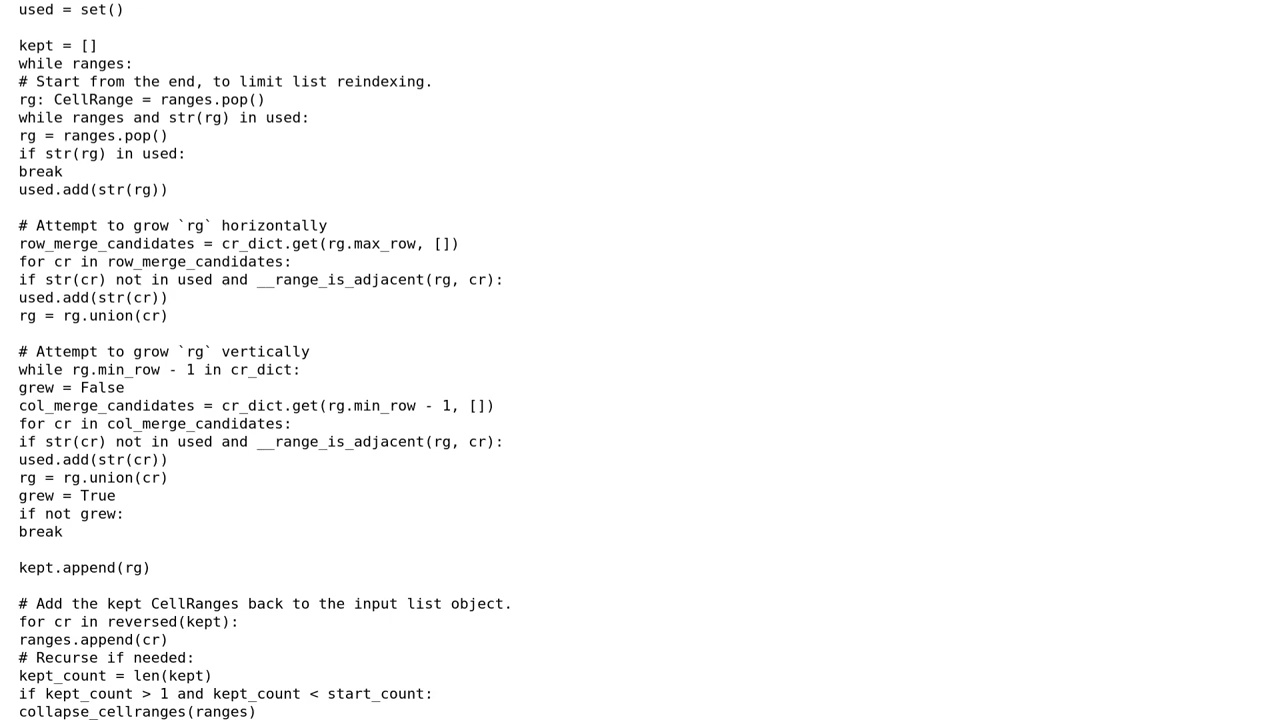 used = set()

kept = []
while ranges:
# Start from the end, to limit list reindexing.
rg: CellRange = ranges.pop()
while ranges and str(rg) in used:
rg = ranges.pop()
if str(rg) in used:
break
used.add(str(rg))

# Attempt to grow `rg` horizontally
row_merge_candidates = cr_dict.get(rg.max_row, [])
for cr in row_merge_candidates:
if str(cr) not in used and __range_is_adjacent(rg, cr):
used.add(str(cr))
rg = rg.union(cr)

# Attempt to grow `rg` vertically
while rg.min_row - 1 in cr_dict:
grew = False
col_merge_candidates = cr_dict.get(rg.min_row - 1, [])
for cr in col_merge_candidates:
if str(cr) not in used and __range_is_adjacent(rg, cr):
used.add(str(cr))
rg = rg.union(cr)
grew = True
if not grew:
break

kept.append(rg)

# Add the kept CellRanges back to the input list object.
for cr in reversed(kept):
ranges.append(cr)
# Recurse if needed:
kept_count = len(kept)
if kept_count > 1 and kept_count < start_count:
collapse_cellranges(ranges)